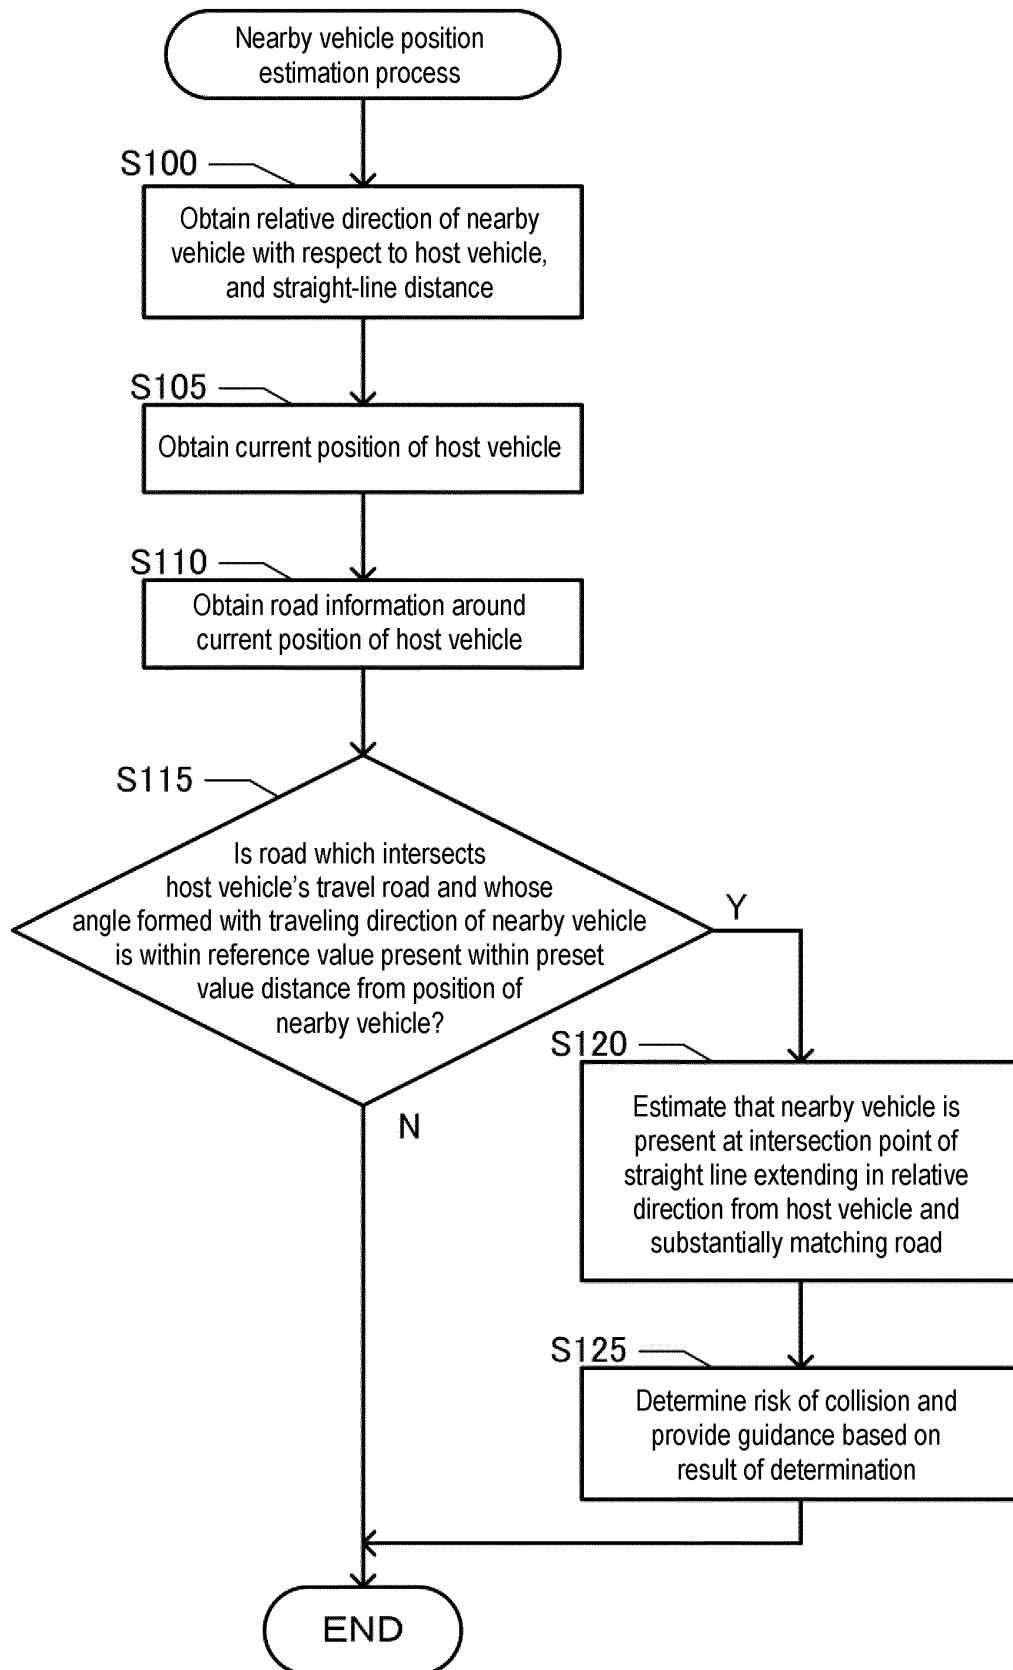 Nearby vehicle position
estimation process
S100
Obtain relative direction of nearby
vehicle with respect to host vehicle,
and straight-line distance
S105
Obtain current position of host vehicle
S110
Obtain road information around
current position of host vehicle
S115
Is road which intersects
host vehicle’s travel road and whose
angle formed with traveling direction of nearby vehicle
is within reference value present within preset
value distance from position of
nearby vehicle?
Y
N
S120
Estimate that nearby vehicle is
present at intersection point of
straight line extending in relative
direction from host vehicle and
substantially matching road
S125
Determine risk of collision and
provide guidance based on
result of determination
END